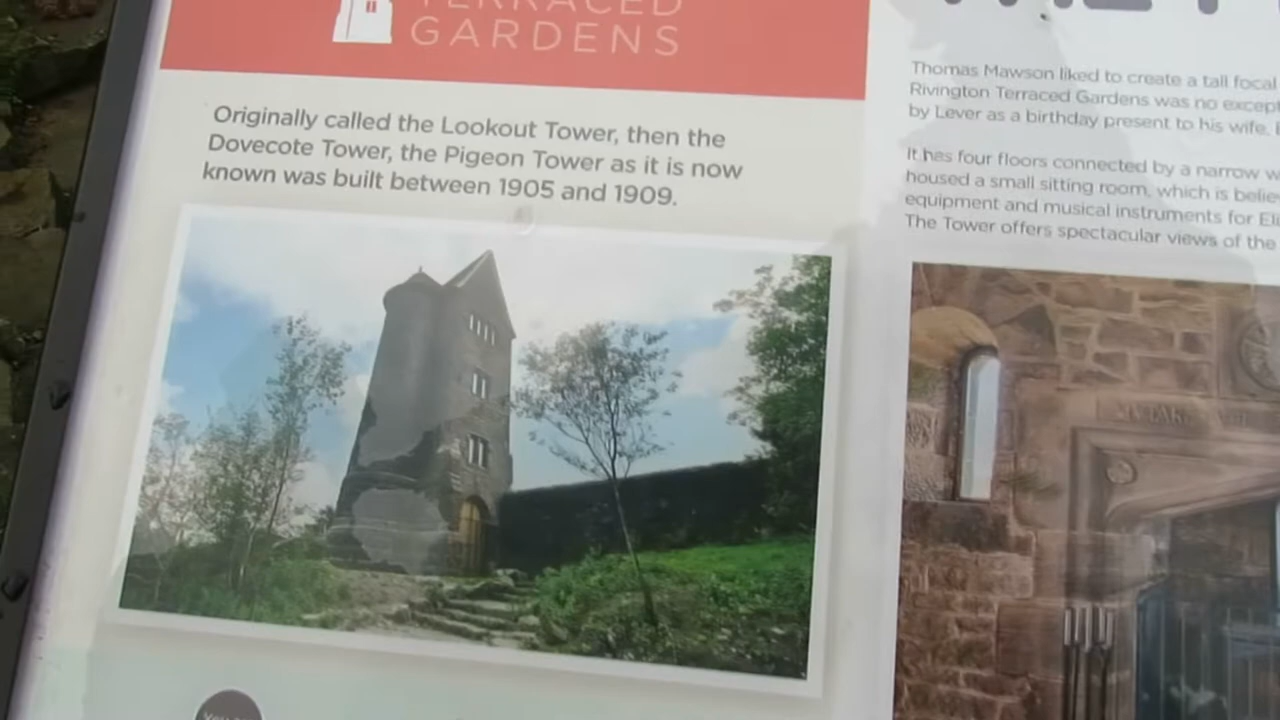 TERRACED
GARDENS
Originally called the Lookout Tower, then the
Dovecote Tower, the Pigeon Tower as it is now
known was built between 1905 and 1909.
Thomas Mawson liked to create a tall focal
Rivington Terraced Gardens was no
by Lever as a birthday present to his wife,
It has four floors connected by a narrow
housed a small sitting room, which is
equipment and musical instruments for
The Tower offers spectacular views of the